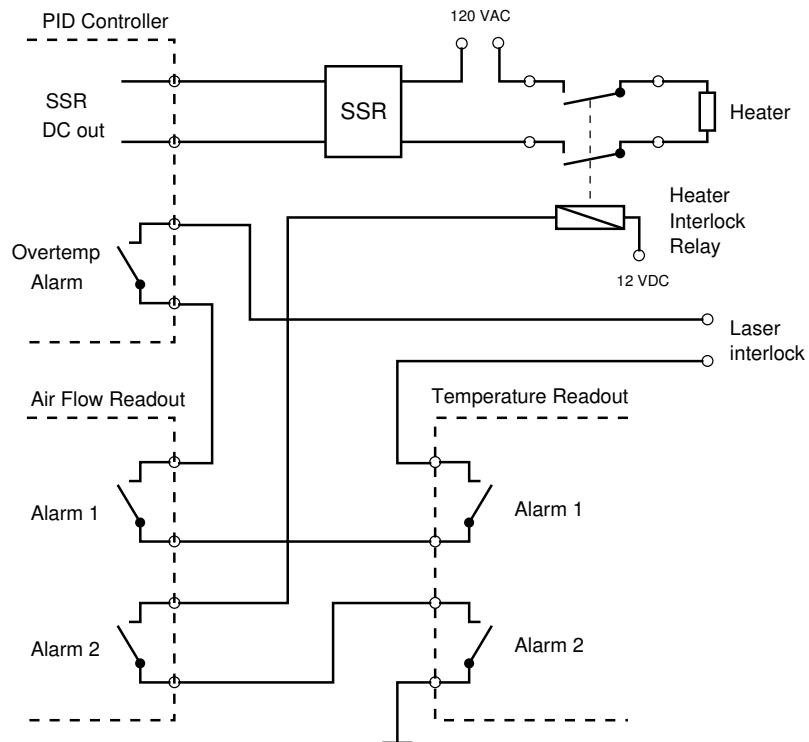 PID Controller
120 VAC
SSR
DC out
SSR
Heater
Heater
Interlock
Relay
Overtemp
Alarm
12 VDC
Laser
interlock
Air Flow Readout
Temperature Readout
Alarm 1
Alarm 1
Alarm 2
Alarm 2